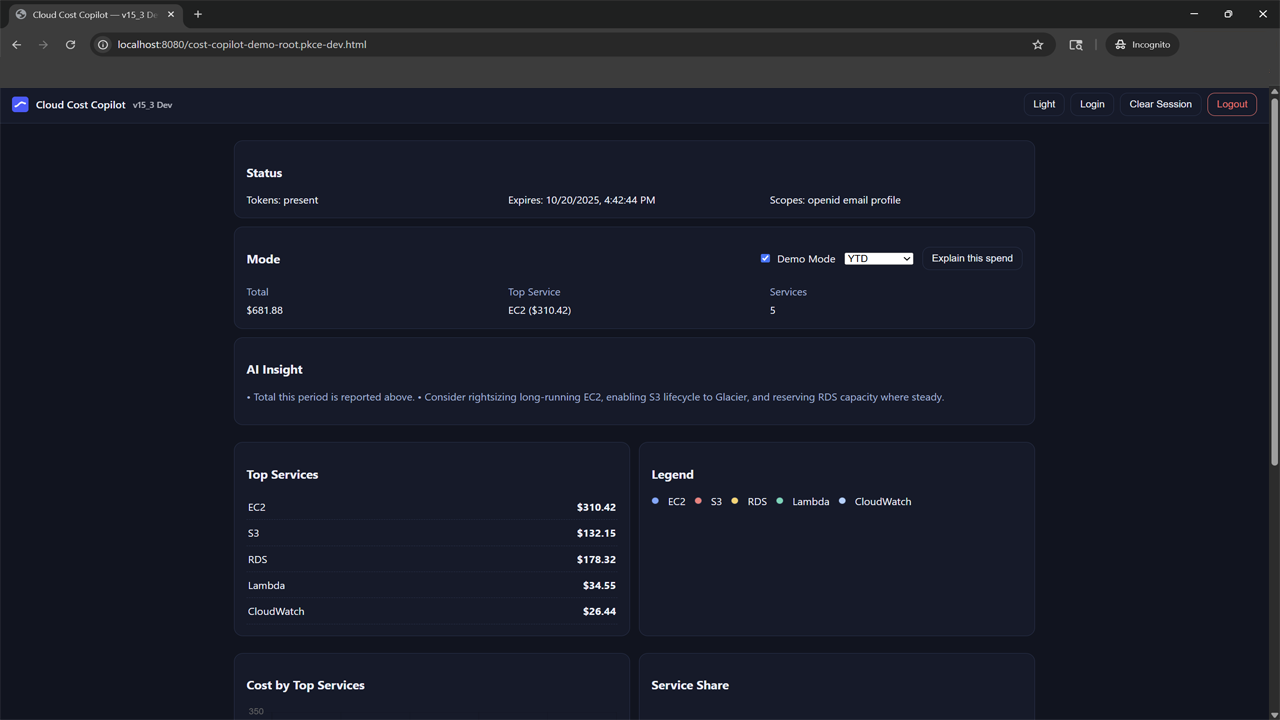 Cloud Cost Copilot — v15_3 De
localhost:8080/cost-copilot-demo-root.pkce-dev.html
Incognito
Cloud Cost Copilot v15_3 Dev
Light Login Clear Session Logout
Status
Tokens: present Expires: 10/20/2025, 4:42:44 PM Scopes: openid email profile
Mode
Demo Mode YTD Explain this spend
Total Top Service Services
$681.88 EC2 ($310.42) 5
AI Insight
• Total this period is reported above. • Consider rightsizing long-running EC2, enabling S3 lifecycle to Glacier, and reserving RDS capacity where steady.
Top Services
EC2 $310.42
S3 $132.15
RDS $178.32
Lambda $34.55
CloudWatch $26.44
Legend
EC2 S3 RDS Lambda CloudWatch
Cost by Top Services
350
Service Share